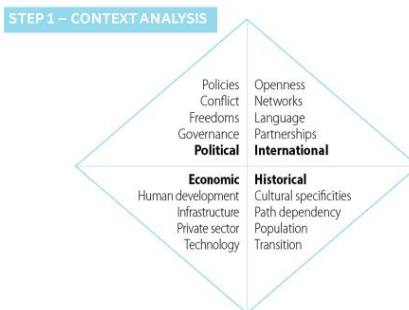 STEP 1 – CONTEXT ANALYSIS
Policies
Conflict
Freedoms
Governance
Political
Openness
Networks
Language
Partnerships
International
Economic
Human development
Infrastructure
Private sector
Technology
Historical
Cultural specificities
Path dependency
Population
Transition